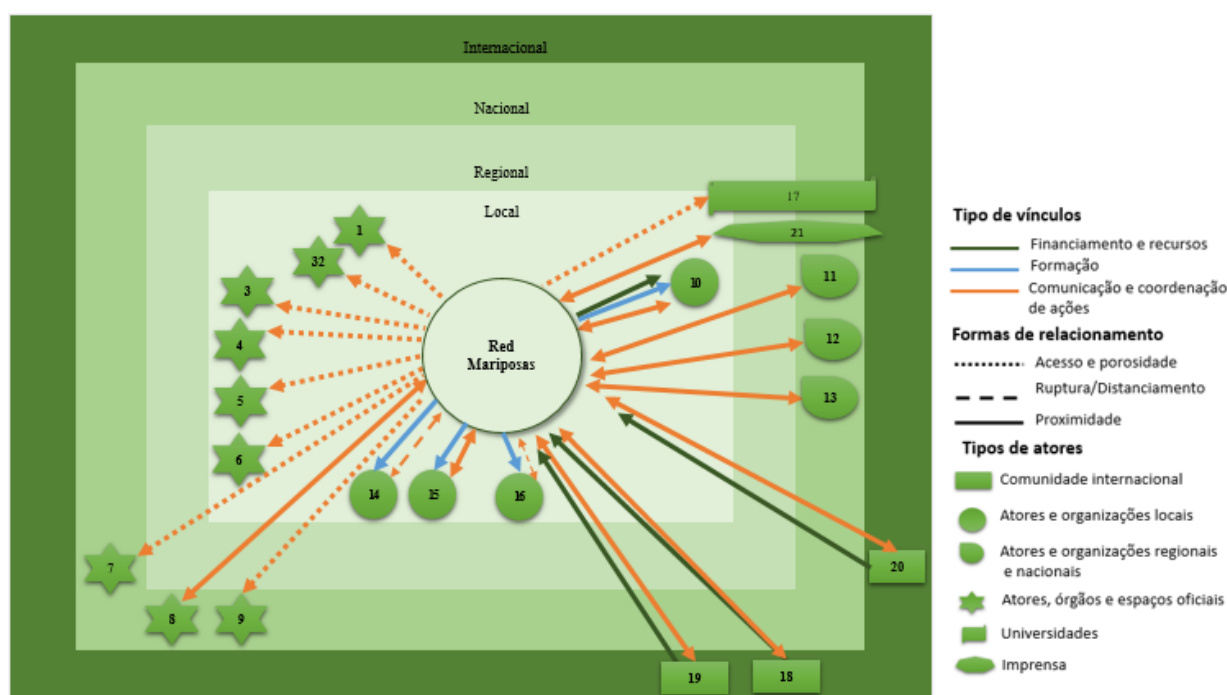 Internacional
Nacional
Regional
Local
17
21
1
32
10
11
3
4
12
Red
Mariposas
5
13
6
14
15
16
7
20
8
9
19
18
Tipo de vínculos
Financiamento e recursos
Formação
Comunicação e coordenação
de ações
Formas de relacionamento
Acesso e porosidade
Ruptura/Distanciamento
Proximidade
Tipos de atores
Comunidade internacional
Atores e organizações locais
Atores e organizações regionais
e nacionais
Atores, órgãos e espaços oficiais
Universidades
Imprensa